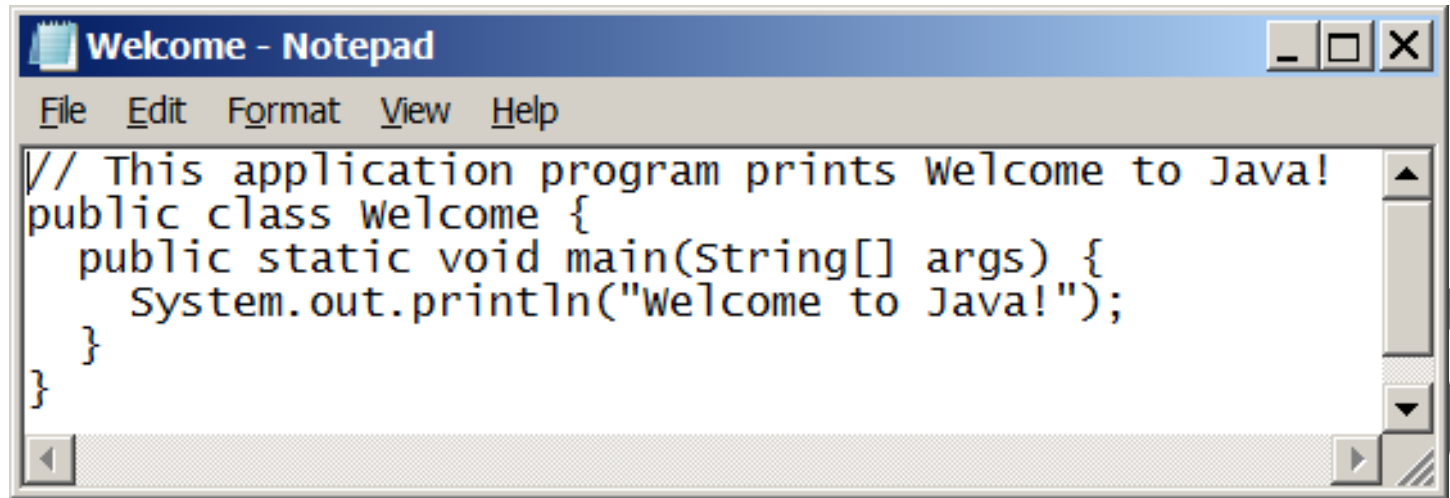 Welcome - Notepad
File Edit Format View Help
// This application program prints Welcome to Java!
public class Welcome {
  public static void main(String[] args) {
    System.out.println("Welcome to Java!");
  }
}